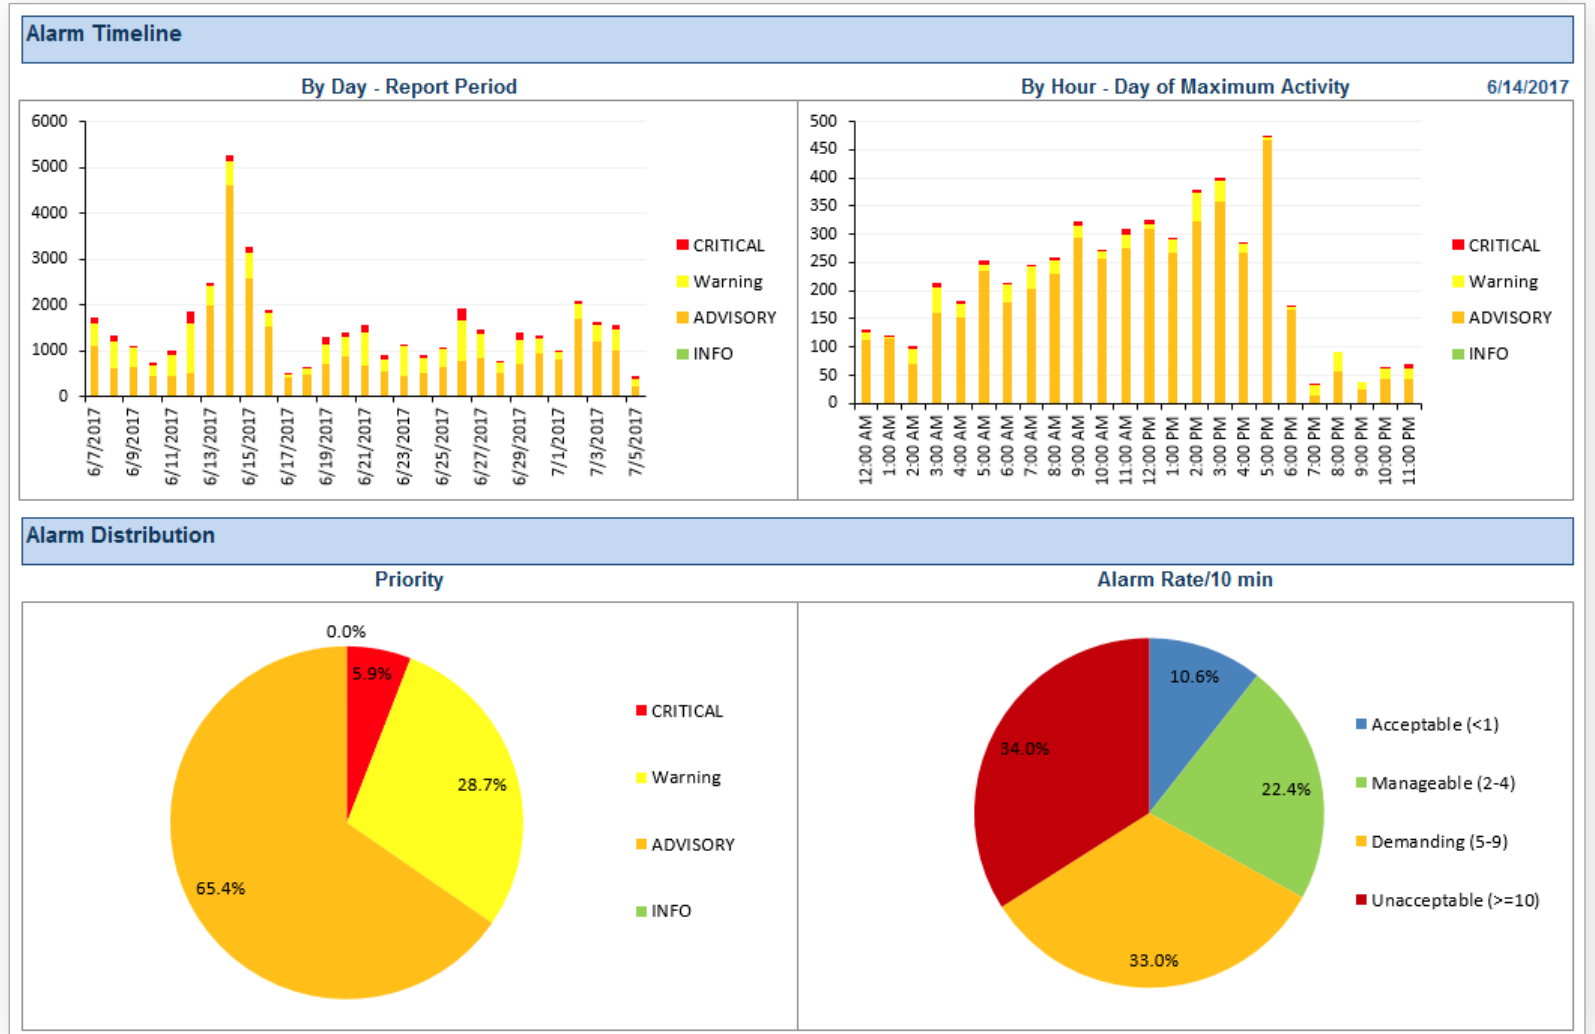 Alarm Timeline
By Day - Report Period
By Hour - Day of Maximum Activity
6/14/2017
6000
5000
4000
3000
2000
1000
0
6/7/2017
6/9/2017
6/11/2017
6/13/2017
6/15/2017
6/17/2017
6/19/2017
6/21/2017
6/23/2017
6/25/2017
6/27/2017
6/29/2017
7/1/2017
7/3/2017
7/5/2017
CRITICAL
Warning
ADVISORY
INFO
500
450
400
350
300
250
200
150
100
50
0
12:00 AM
1:00 AM
2:00 AM
3:00 AM
4:00 AM
5:00 AM
6:00 AM
7:00 AM
8:00 AM
9:00 AM
10:00 AM
11:00 AM
12:00 PM
1:00 PM
2:00 PM
3:00 PM
4:00 PM
5:00 PM
6:00 PM
7:00 PM
8:00 PM
9:00 PM
10:00 PM
11:00 PM
CRITICAL
Warning
ADVISORY
INFO
Alarm Distribution
Priority
Alarm Rate/10 min
0.0%
5.9%
28.7%
65.4%
CRITICAL
Warning
ADVISORY
INFO
10.6%
22.4%
33.0%
34.0%
Acceptable (<1)
Manageable (2-4)
Demanding (5-9)
Unacceptable (>=10)